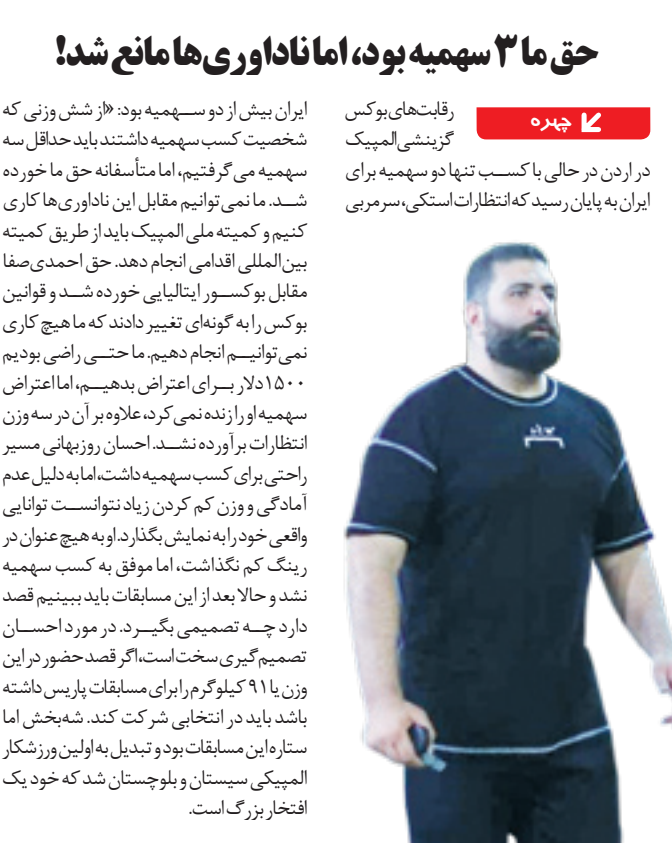 حق ما ۳ سهمیه بود، اما ناداوری‌ها مانع شد!
چهره
رقابت‌های بوکس
گزینشی المپیک
در اردن در حالی با کسب تنها دو سهمیه برای
ایران به پایان رسید که انتظارات استکی، سرمربی
ایران بیش از دو سهمیه بود: «از شش وزنی که
شخصیت کسب سهمیه داشتند باید حداقل سه
سهمیه می‌گرفتیم، اما متأسفانه حق ما خورده
شد. ما نمی‌توانیم مقابل این ناداوری‌ها کاری
کنیم و کمیته ملی المپیک باید از طریق کمیته
بین‌المللی اقدامی انجام دهد. حق احمدی‌صفا
مقابل بوکسور ایتالیایی خورده شد و قوانین
بوکس را به گونه‌ای تغییر دادند که ما هیچ کاری
نمی‌توانیم انجام دهیم. ما حتی راضی بودیم
۱۵۰۰ دلار برای اعتراض بدهیم، اما اعتراض
سهمیه او را زنده نمی‌کرد، علاوه بر آن در سه وزن
انتظارات برآورده نشد. احسان روزبهانی مسیر
راحتی برای کسب سهمیه داشت، اما به دلیل عدم
آمادگی و وزن کم کردن زیاد نتوانست توانایی
واقعی خود را به نمایش بگذارد. او به هیچ عنوان در
رینگ کم نگذاشت، اما موفق به کسب سهمیه
نشد و حالا بعد از این مسابقات باید ببینیم قصد
دارد چه تصمیمی بگیرد. در مورد احسان
تصمیم‌گیری سخت است، اگر قصد حضور در این
وزن یا ۹۱ کیلوگرم را برای مسابقات پاریس داشته
باشد باید در انتخابی شرکت کند. شه‌بخش اما
ستاره این مسابقات بود و تبدیل به اولین ورزشکار
المپیکی سیستان و بلوچستان شد که خود یک
افتخار بزرگ است.